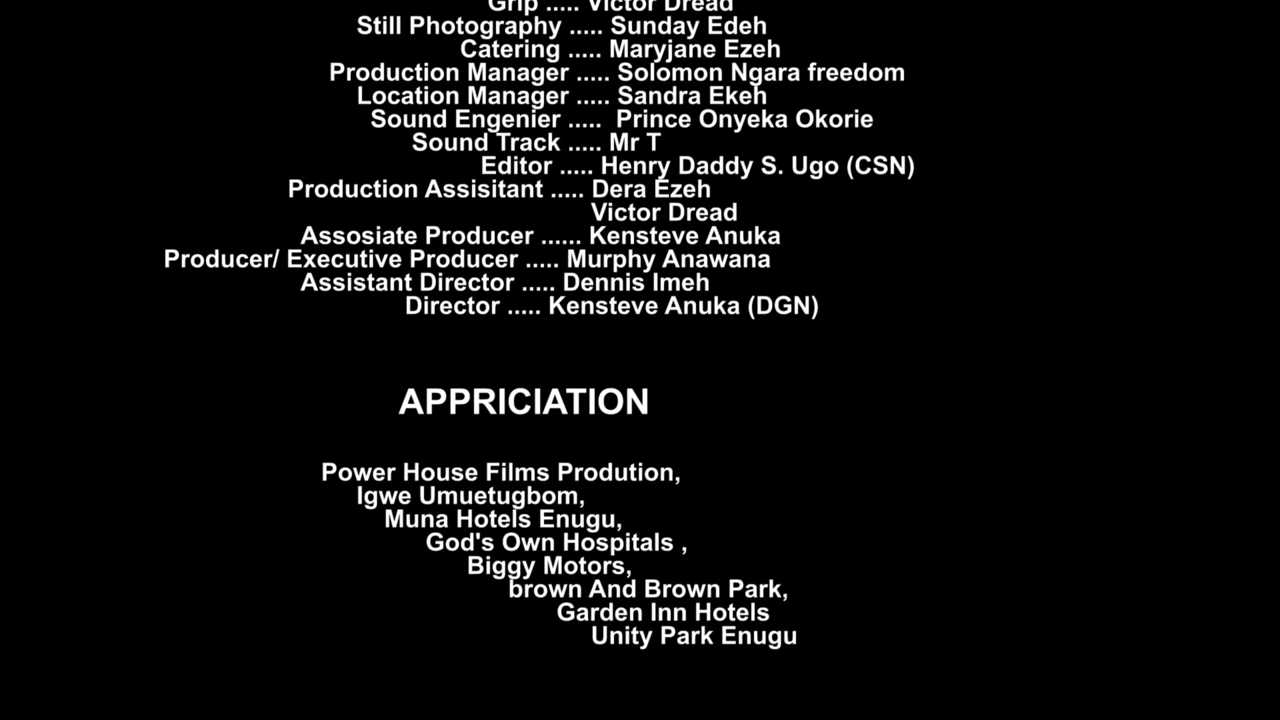 Grip ..... Victor Dread
Still Photography ..... Sunday Edeh
Catering ..... Maryjane Ezeh
Production Manager ..... Solomon Ngara freedom
Location Manager ..... Sandra Ekeh
Sound Engenier ..... Prince Onyeka Okorie
Sound Track ..... Mr T
Editor ..... Henry Daddy S. Ugo (CSN)
Production Assisitant ..... Dera Ezeh
Victor Dread
Assosiate Producer ...... Kensteve Anuka
Producer/ Executive Producer ..... Murphy Anawana
Assistant Director ..... Dennis Imeh
Director ..... Kensteve Anuka (DGN)
APPRICIATION
Power House Films Prodution,
Igwe Umuetugbom,
Muna Hotels Enugu,
God's Own Hospitals ,
Biggy Motors,
brown And Brown Park,
Garden Inn Hotels
Unity Park Enugu